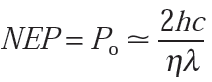 NEP = P₀ ≃ 2hc / ηλ